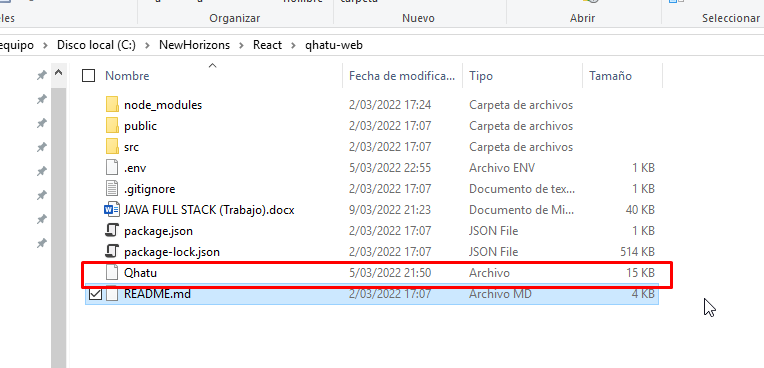 eles
Organizar
nombre
carpeta
Nuevo
Abrir
Seleccionar
equipo > Disco local (C:) > NewHorizons > React > qhatu-web
Nombre Fecha de modifica... Tipo Tamaño
node_modules 2/03/2022 17:24 Carpeta de archivos
public 2/03/2022 17:07 Carpeta de archivos
src 2/03/2022 17:07 Carpeta de archivos
.env 5/03/2022 22:55 Archivo ENV 1 KB
.gitignore 2/03/2022 17:07 Documento de tex... 1 KB
JAVA FULL STACK (Trabajo).docx 9/03/2022 21:23 Documento de Mi... 40 KB
package.json 2/03/2022 17:07 JSON File 1 KB
package-lock.json 2/03/2022 17:07 JSON File 514 KB
Qhatu 5/03/2022 21:50 Archivo 15 KB
README.md 2/03/2022 17:07 Archivo MD 4 KB